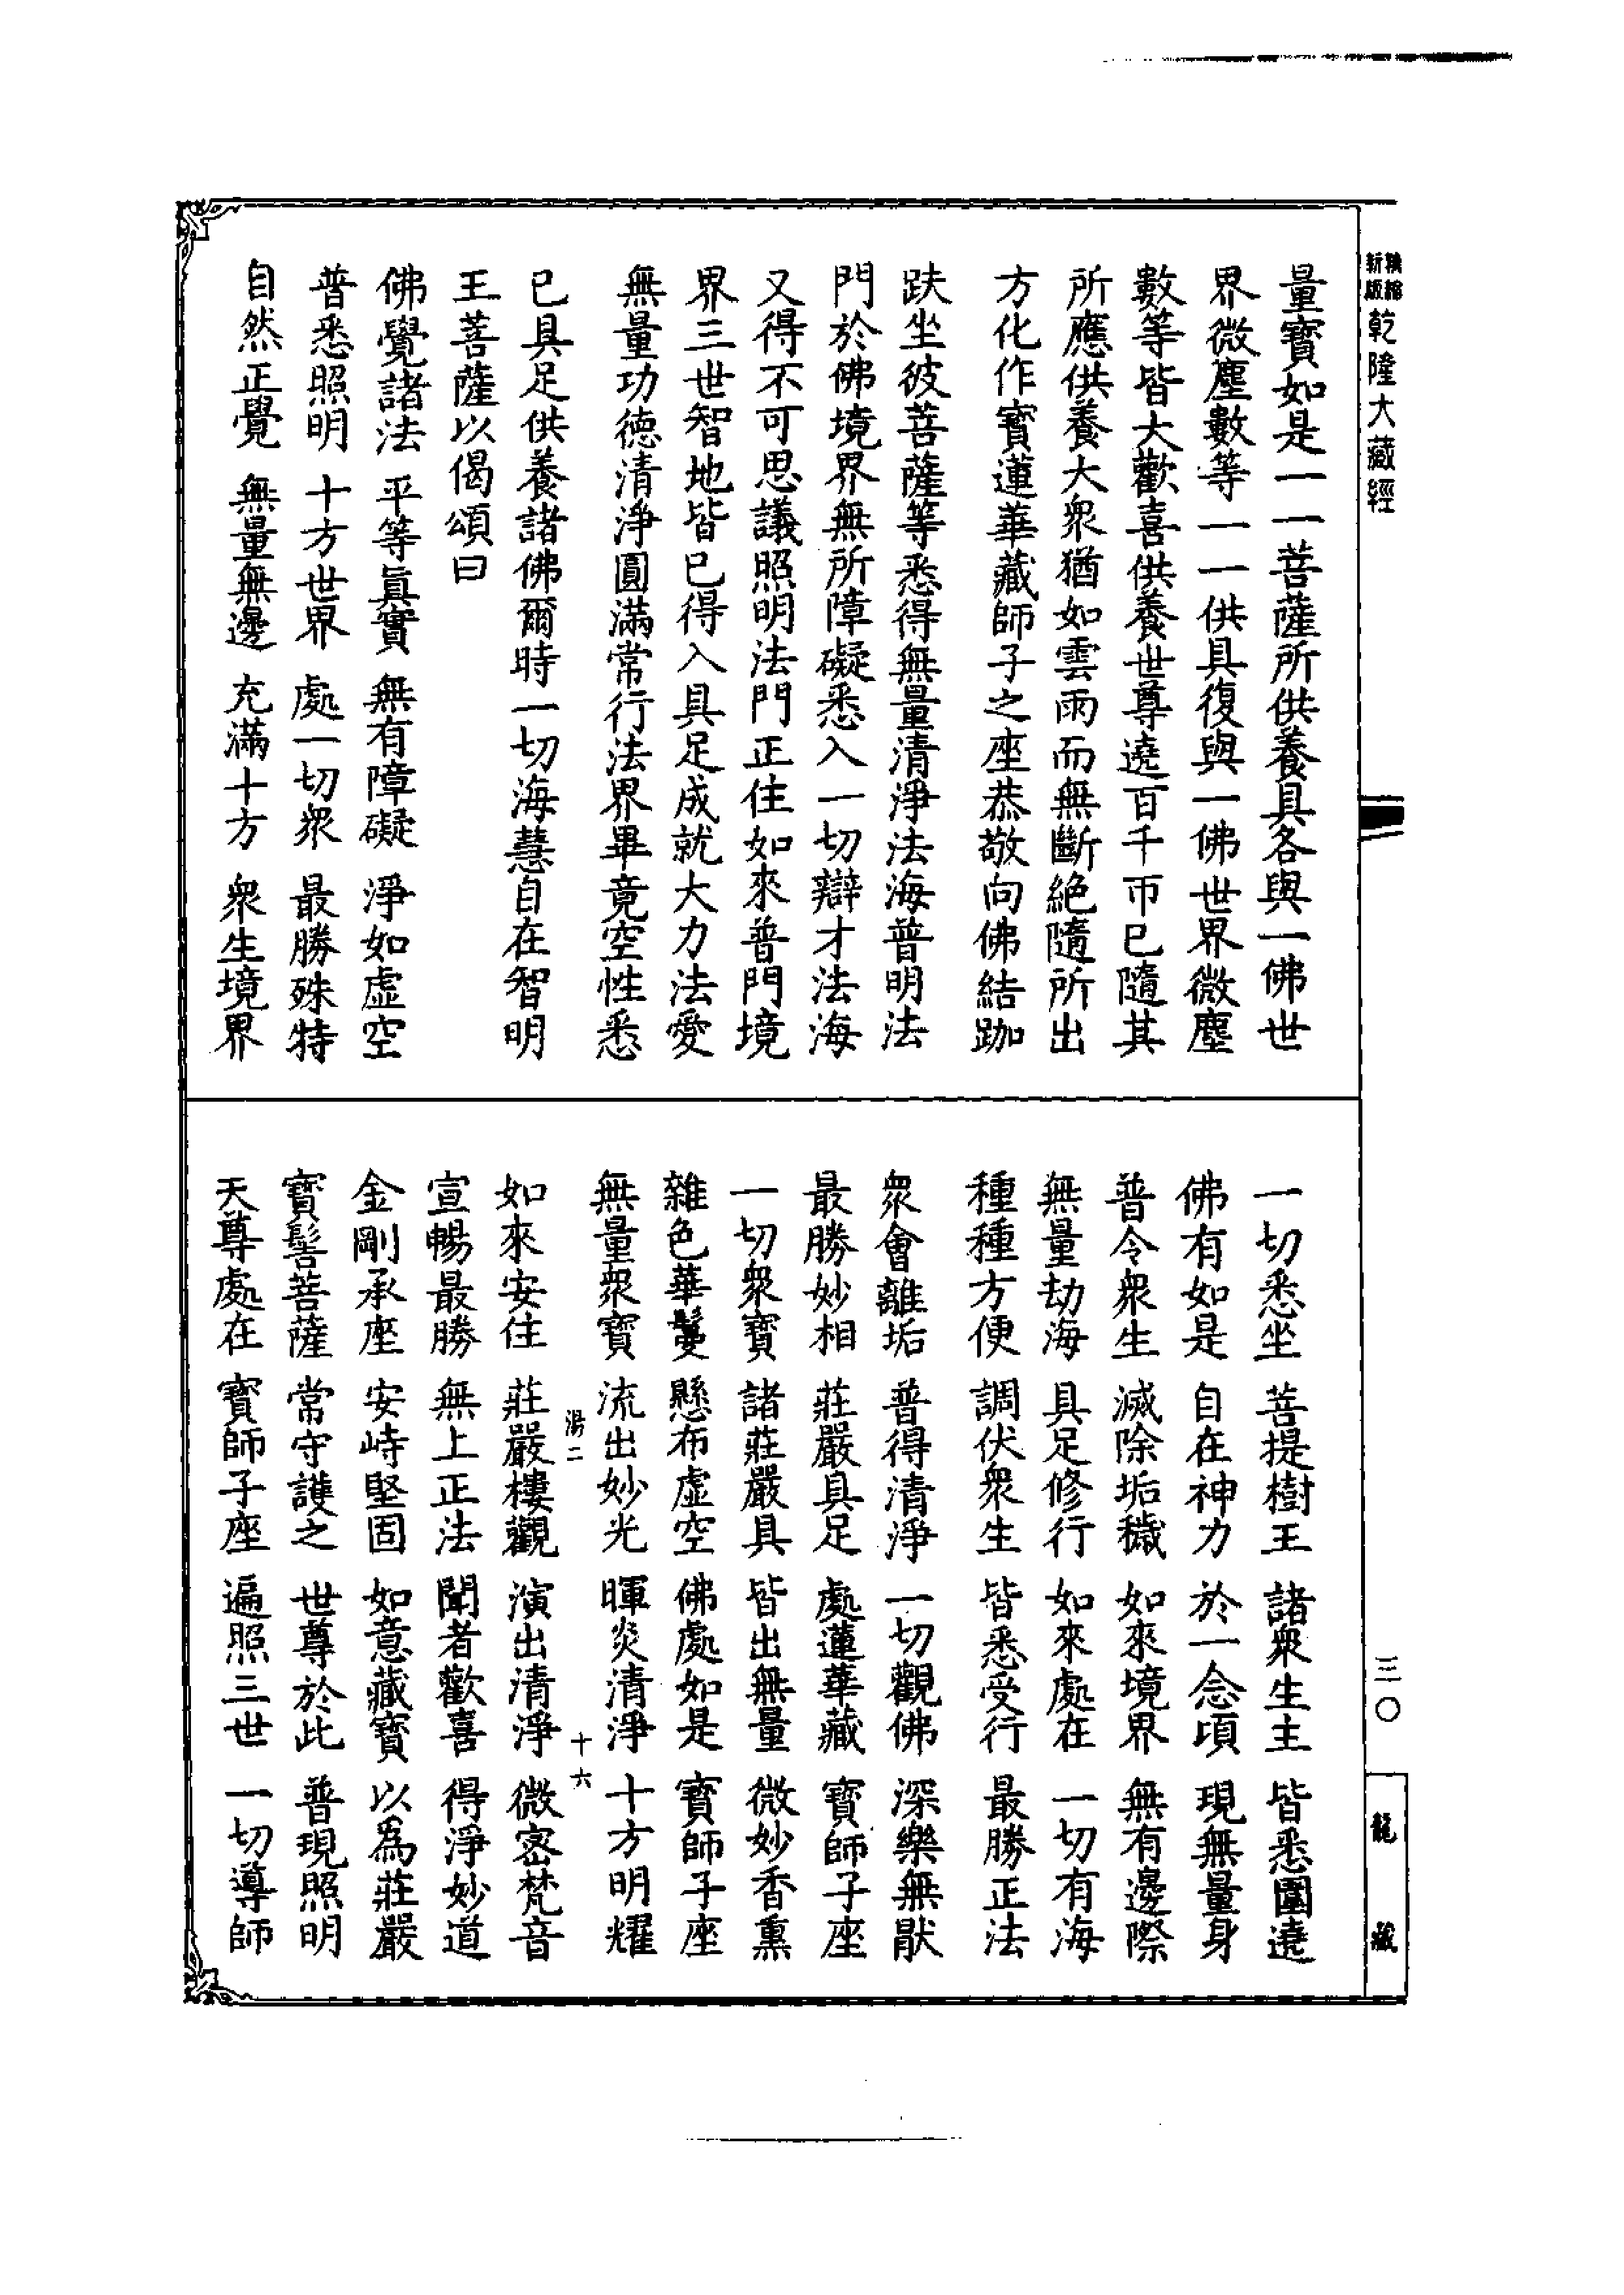 新版
乾隆大藏經
三〇
龍藏
量寶如是一一菩薩所供養具各與一佛世
界微塵數等一一供具復與一佛世界微塵
數等皆大歡喜供養世尊遶百千帀已隨其
所應供養大眾猶如雲雨而無斷絕隨所出
方化作寶蓮華藏師子之座恭敬向佛結跏
趺坐彼菩薩等悉得無量清淨法海普明法
門於佛境界無所障礙悉入一切辯才法海
又得不可思議照明法門正住如來普門境
界三世智地皆已得入具足成就大力法愛
無量功德清淨圓滿常行法界畢竟空性悉
已具足供養諸佛爾時一切海慧自在智明
王菩薩以偈頌曰
佛覺諸法 平等眞實 無有障礙 淨如虛空
普悉照明 十方世界 處一切眾 最勝殊特
自然正覺 無量無邊 充滿十方 眾生境界
一切悉坐 菩提樹王 諸眾生主 皆悉圍遶
佛有如是 自在神力 於一念頃 現無量身
普令眾生 滅除垢穢 如來境界 無有邊際
無量劫海 具足修行 如來處在 一切有海
種種方便 調伏眾生 皆悉受行 最勝正法
眾會離垢 普得清淨 一切觀佛 深樂無猒
最勝妙相 莊嚴具足 處蓮華藏 寶師子座
一切眾寶 諸莊嚴具 皆出無量 微妙香熏
雜色華鬘 懸布虛空 佛處如是 寶師子座
無量眾寶 流出妙光 暉炎清淨 十方明耀
湯二 十六
如來安住 莊嚴樓觀 演出清淨 微密梵音
宣暢最勝 無上正法 聞者歡喜 得淨妙道
金剛承座 安峙堅固 如意藏寶 以為莊嚴
寶髻菩薩 常守護之 世尊於此 普現照明
天尊處在 寶師子座 遍照三世 一切導師